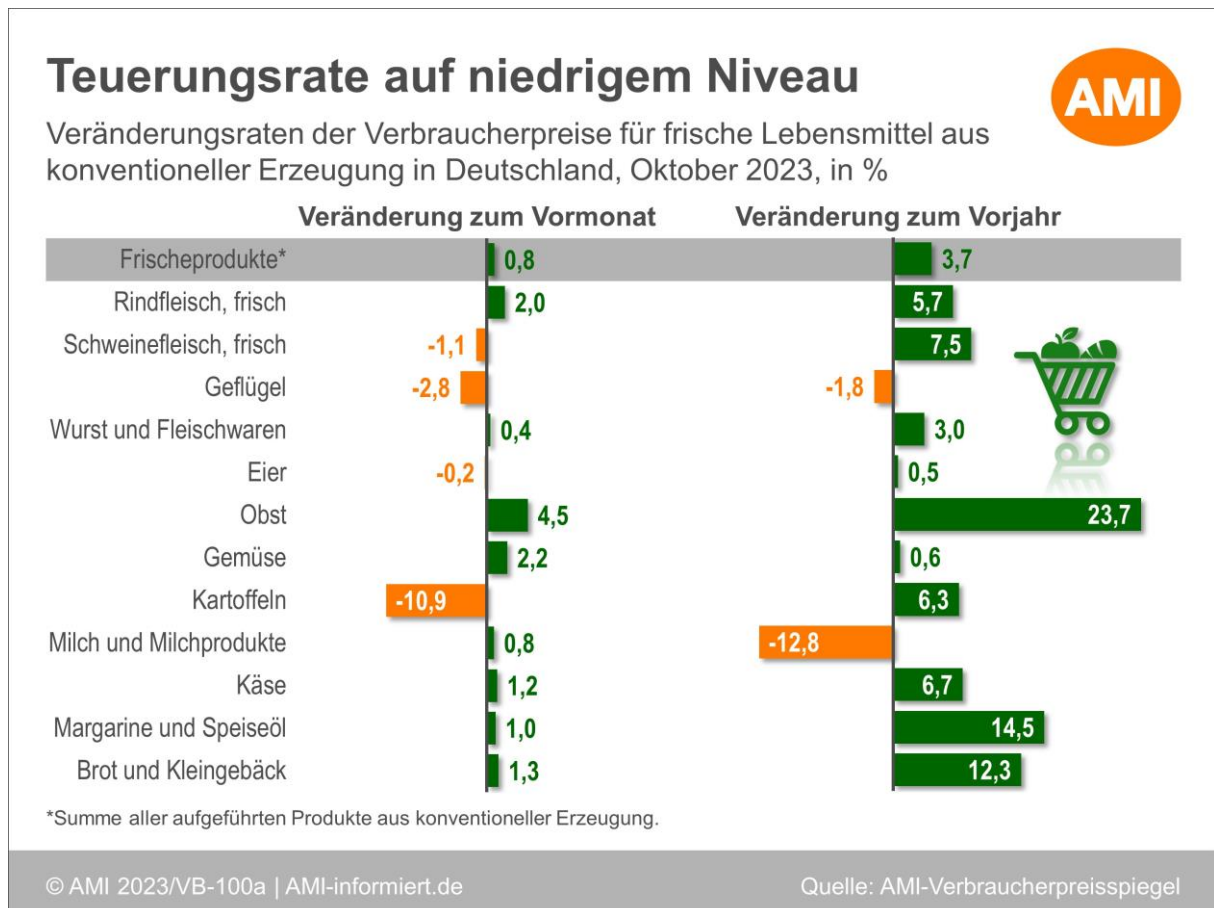 Teuerungsrate auf niedrigem Niveau
AMI
Veränderungsraten der Verbraucherpreise für frische Lebensmittel aus
konventioneller Erzeugung in Deutschland, Oktober 2023, in %
Veränderung zum Vormonat Veränderung zum Vorjahr
Frischeprodukte* 0,8 3,7
Rindfleisch, frisch 2,0 5,7
Schweinefleisch, frisch -1,1 7,5
Geflügel -2,8 -1,8
Wurst und Fleischwaren 0,4 3,0
Eier -0,2 0,5
Obst 4,5 23,7
Gemüse 2,2 0,6
Kartoffeln -10,9 6,3
Milch und Milchprodukte 0,8 -12,8
Käse 1,2 6,7
Margarine und Speiseöl 1,0 14,5
Brot und Kleingebäck 1,3 12,3
*Summe aller aufgeführten Produkte aus konventioneller Erzeugung.
© AMI 2023/VB-100a | AMI-informiert.de Quelle: AMI-Verbraucherpreisspiegel